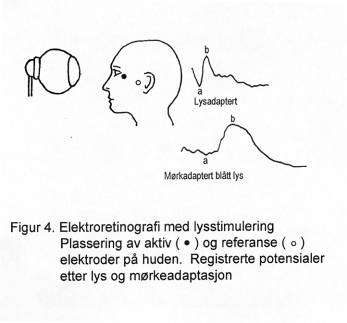 b
a
Lysadaptert
b
a
Mørkadaptert blått lys
Figur 4. Elektroretinografi med lysstimulering
Plassering av aktiv ( • ) og referanse ( o )
elektroder på huden. Registrerte potensialer
etter lys og mørkeadaptasjon